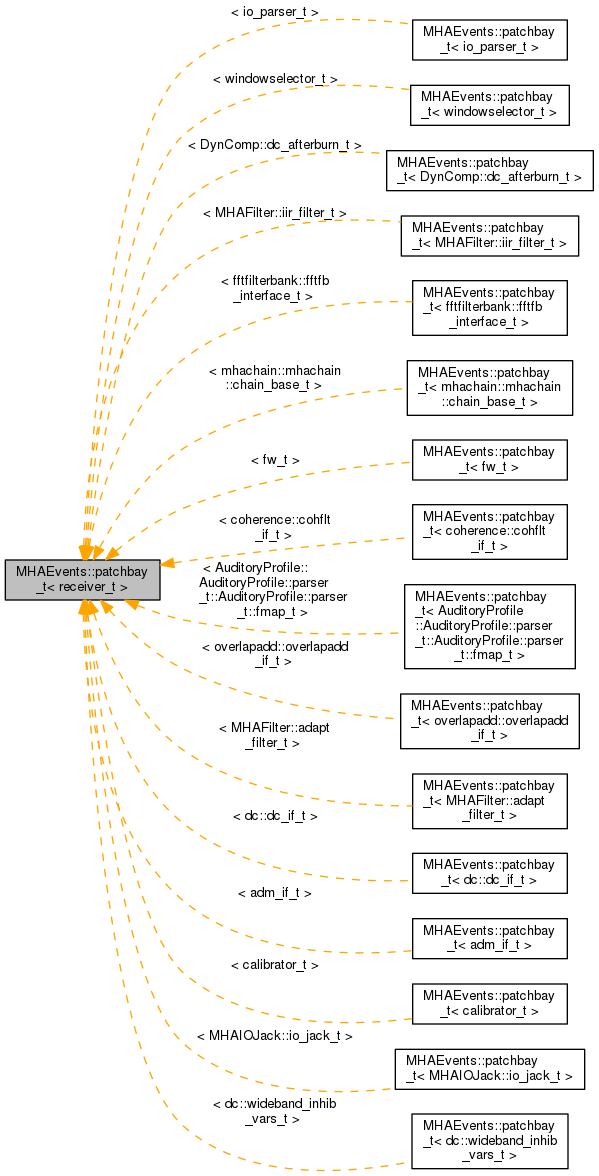 < io_parser_t >
MHAEvents::patchbay
_t< io_parser_t >
< windowselector_t >
MHAEvents::patchbay
_t< windowselector_t >
< DynComp::dc_afterburn_t >
MHAEvents::patchbay
_t< DynComp::dc_afterburn_t >
< MHAFilter::iir_filter_t >
MHAEvents::patchbay
_t< MHAFilter::iir_filter_t >
< fftfilterbank::fftfb
_interface_t >
MHAEvents::patchbay
_t< fftfilterbank::fftfb
_interface_t >
< mhachain::mhachain
::chain_base_t >
MHAEvents::patchbay
_t< mhachain::mhachain
::chain_base_t >
< fw_t >
MHAEvents::patchbay
_t< fw_t >
< coherence::cohflt
_if_t >
MHAEvents::patchbay
_t< coherence::cohflt
_if_t >
MHAEvents::patchbay
_t< receiver_t >
< AuditoryProfile::
AuditoryProfile::parser
_t::AuditoryProfile::parser
_t::fmap_t >
MHAEvents::patchbay
_t< AuditoryProfile
::AuditoryProfile::parser
_t::AuditoryProfile::parser
_t::fmap_t >
< overlapadd::overlapadd
_if_t >
MHAEvents::patchbay
_t< overlapadd::overlapadd
_if_t >
< MHAFilter::adapt
_filter_t >
MHAEvents::patchbay
_t< MHAFilter::adapt
_filter_t >
< dc::dc_if_t >
MHAEvents::patchbay
_t< dc::dc_if_t >
< adm_if_t >
MHAEvents::patchbay
_t< adm_if_t >
< calibrator_t >
MHAEvents::patchbay
_t< calibrator_t >
< MHAIOJack::io_jack_t >
MHAEvents::patchbay
_t< MHAIOJack::io_jack_t >
< dc::wideband_inhib
_vars_t >
MHAEvents::patchbay
_t< dc::wideband_inhib
_vars_t >